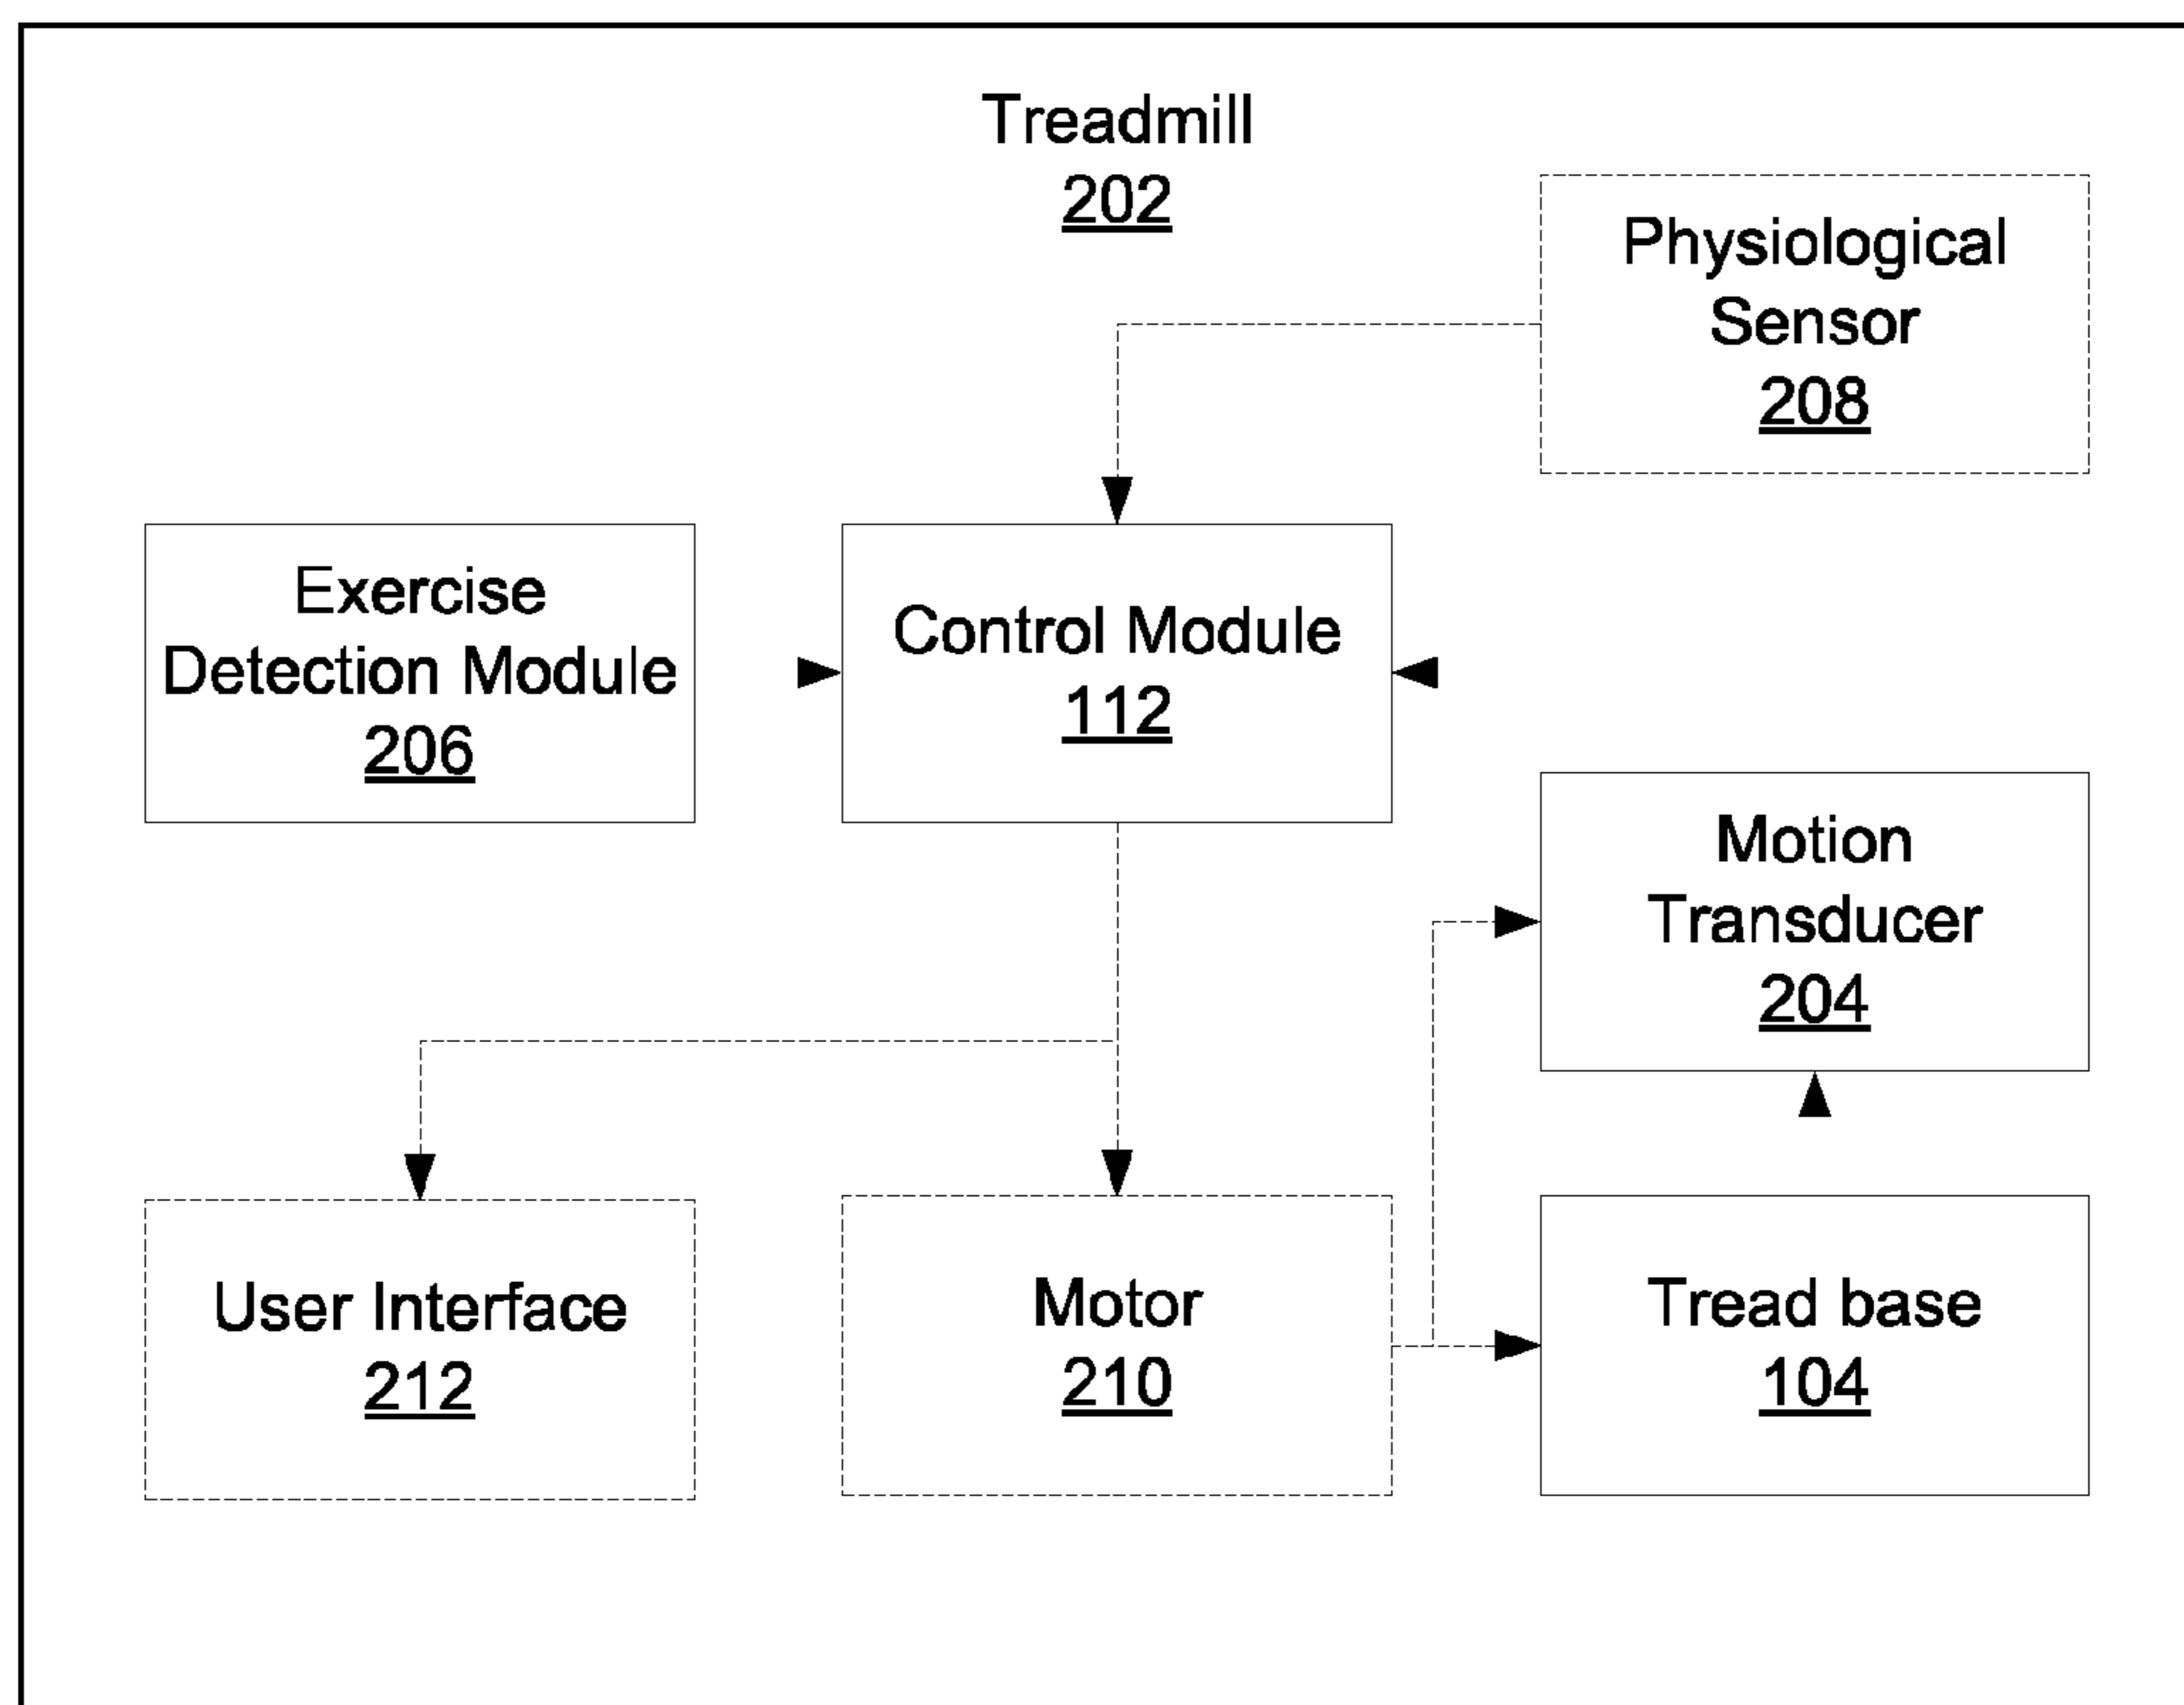 Treadmill
202
Physiological
Sensor
208
Exercise
Detection Module
206
Control Module
112
Motion
Transducer
204
User Interface
212
Motor
210
Tread base
104